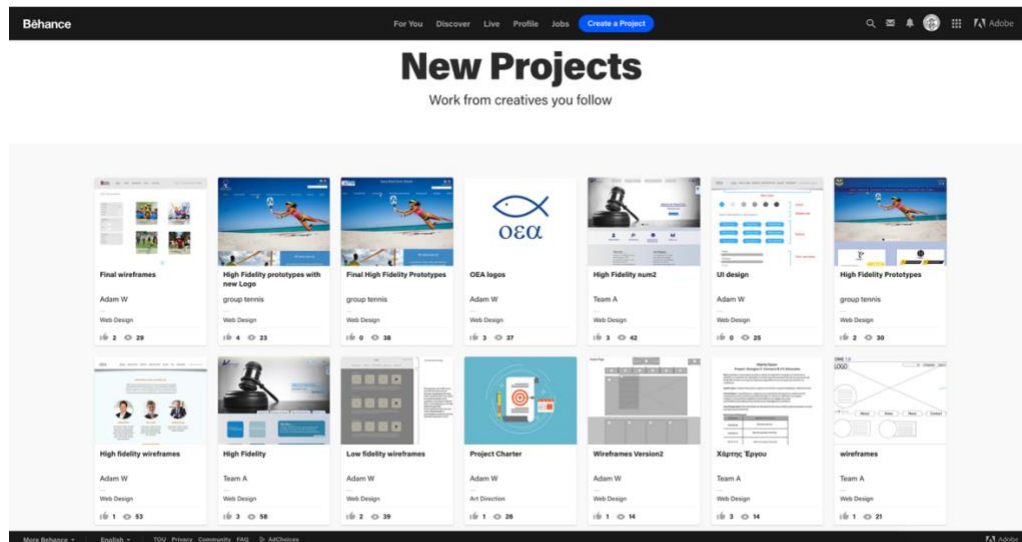 Bēhance
For You Discover Live Profile Jobs Create a Project
Adobe
New Projects
Work from creatives you follow
οεα
Final wireframes
Adam W
Web Design
2 29
High Fidelity prototypes with
new Logo
group tennis
Web Design
4 23
Final High Fidelity Prototypes
group tennis
Web Design
0 38
OEA logos
Adam W
Web Design
3 37
High Fidelity num2
Team A
Web Design
3 42
UI design
Adam W
Web Design
0 25
High Fidelity Prototypes
group tennis
Web Design
2 30
LOGO
High fidelity wireframes
Adam W
Web Design
1 53
High Fidelity
Team A
Web Design
3 58
Low fidelity wireframes
Adam W
Web Design
2 39
Project Charter
Adam W
Art Direction
1 26
Wireframes Version2
Adam W
Web Design
1 14
Χάρτης Έργου
Team A
Web Design
3 14
wireframes
Team A
Web Design
1 21
More Behance English TOU Privacy Community FAQ AdChoices
Adobe